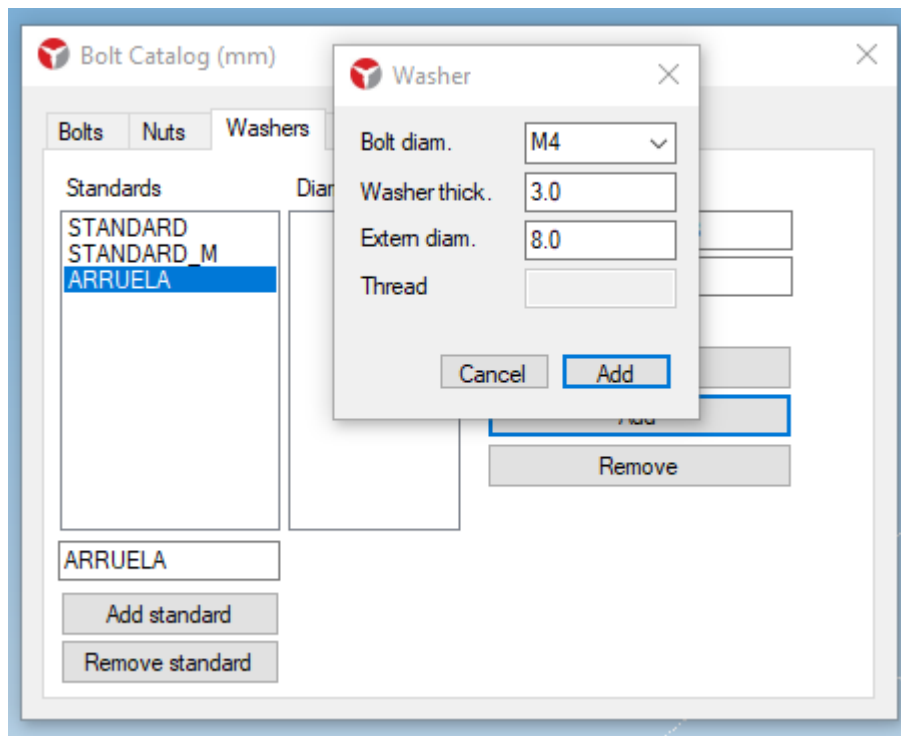 Bolt Catalog (mm)
Washer
Bolts Nuts Washers
Bolt diam. M4
Standards
Washer thick. 3.0
STANDARD
STANDARD_M
ARRUELA
Extern diam. 8.0
Thread
Cancel Add
Remove
ARRUELA
Add standard
Remove standard